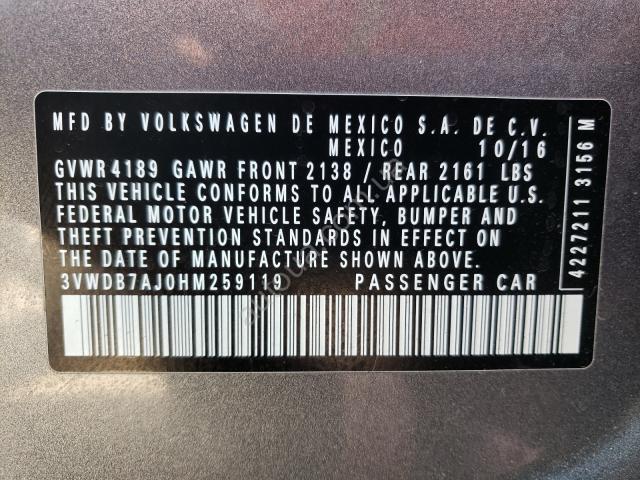 MFD BY VOLKSWAGEN DE MEXICO S.A. DE C.V.
MEXICO 10/16
GVWR 4189 GAWR FRONT 2138 / REAR 2161 LBS
THIS VEHICLE CONFORMS TO ALL APPLICABLE U.S.
FEDERAL MOTOR VEHICLE SAFETY, BUMPER AND
THEFT PREVENTION STANDARDS IN EFFECT ON
THE DATE OF MANUFACTURE SHOWN ABOVE.
3VWDB7AJ0HM259119 PASSENGER CAR
4227211 3156 M